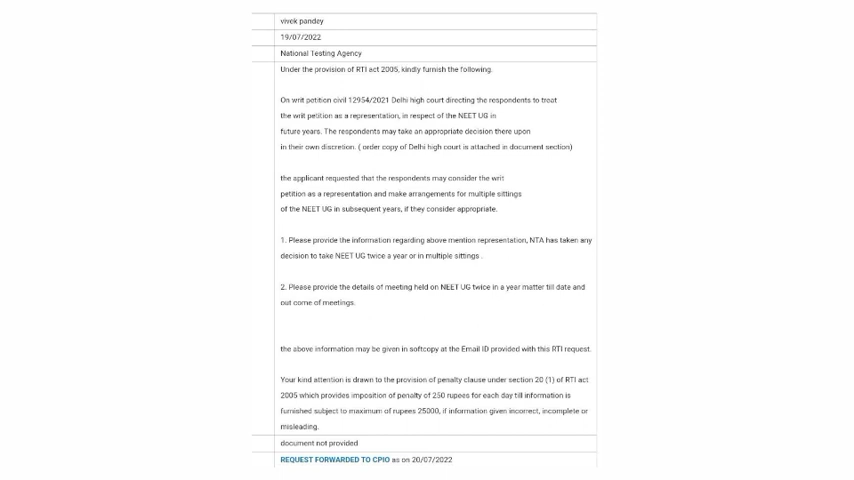 vivek pandey
19/07/2022
National Testing Agency
Under the provision of RTI act 2005, kindly furnish the following.
On writ petition civil 12954/2021 Delhi high court directing the respondents to treat
the writ petition as a representation, in respect of the NEET UG in
future years. The respondents may take an appropriate decision there upon
in their own discretion. ( order copy of Delhi high court is attached in document section)
the applicant requested that the respondents may consider the writ
petition as a representation and make arrangements for multiple sittings
of the NEET UG in subsequent years, if they consider appropriate.
1. Please provide the information regarding above mention representation, NTA has taken any
decision to take NEET UG twice a year or in multiple sittings .
2. Please provide the details of meeting held on NEET UG twice in a year matter till date and
out come of meetings.
the above information may be given in softcopy at the Email ID provided with this RTI request.
Your kind attention is drawn to the provision of penalty clause under section 20 (1) of RTI act
2005 which provides imposition of penalty of 250 rupees for each day till information is
furnished subject to maximum of rupees 25000, if information given incorrect, incomplete or
misleading.
document not provided
REQUEST FORWARDED TO CPIO as on 20/07/2022